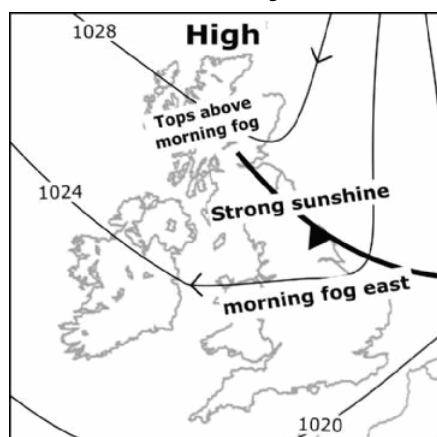 1028
High
Tops above
morning fog
1024
Strong sunshine
morning fog east
1020